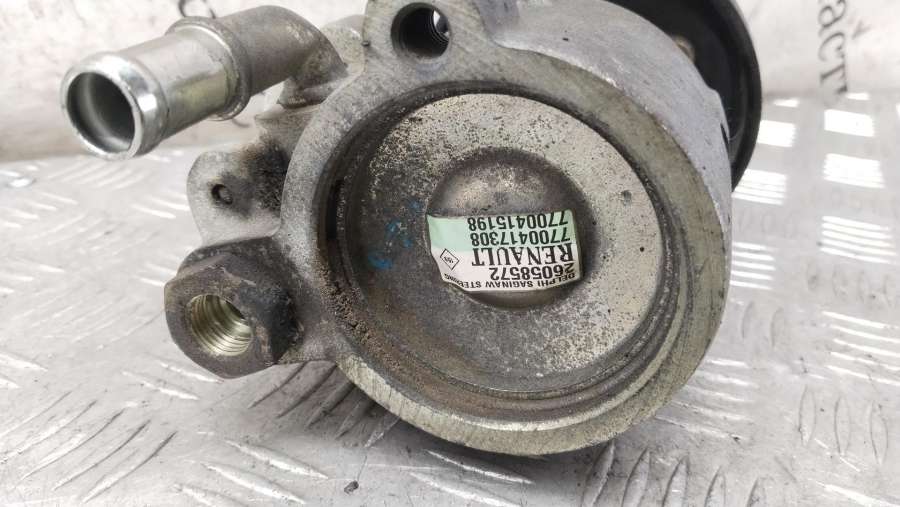 DELPHI SAGINAW STEERING
26058572
RENAULT
7700417308
7700415198